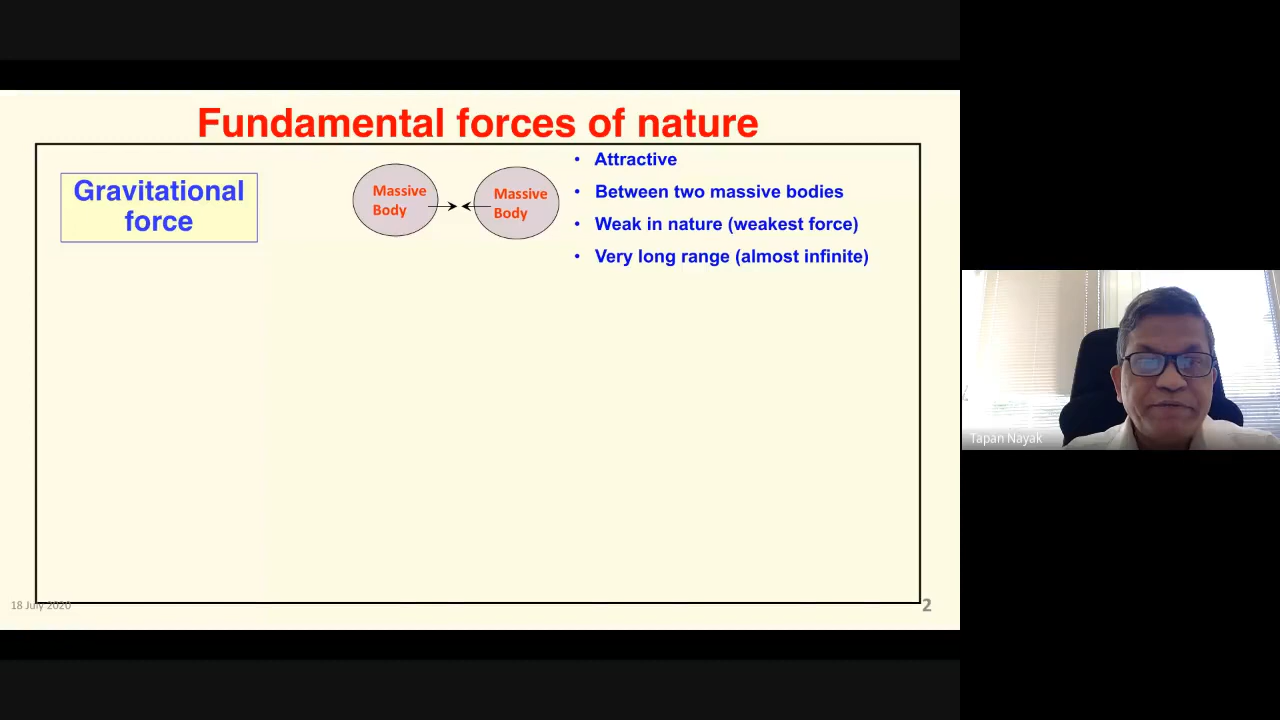 Fundamental forces of nature
Gravitational
force
Massive
Body
Massive
Body
• Attractive
• Between two massive bodies
• Weak in nature (weakest force)
• Very long range (almost infinite)
Tapan Nayak
18 July 2020
2